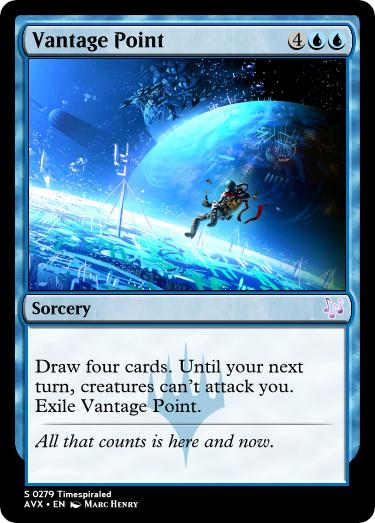 Vantage Point 4
Sorcery
Draw four cards. Until your next
turn, creatures can't attack you.
Exile Vantage Point.
All that counts is here and now.
S 0279 Timespiraled
AVX • EN Marc Henry